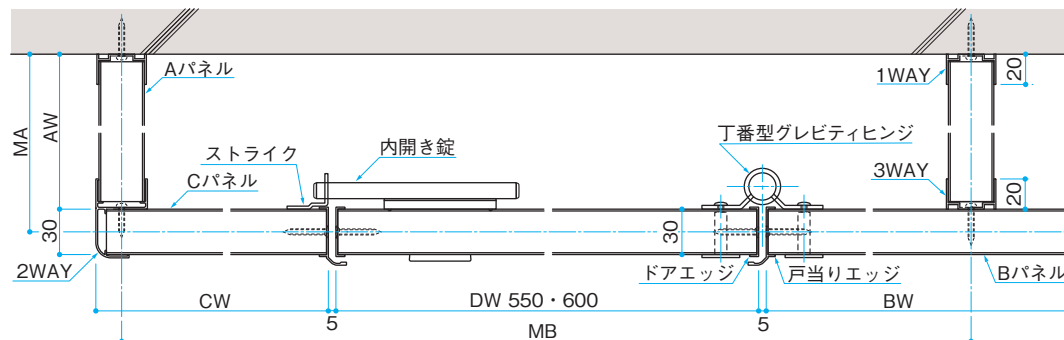 Aパネル
1WAY
20
MA
AW
丁番型グレビティヒンジ
内開き錠
ストライク
Cパネル
3WAY
20
30
30
2WAY
ドアエッジ
戸当りエッジ
Bパネル
CW
5
DW 550・600
5
BW
MB